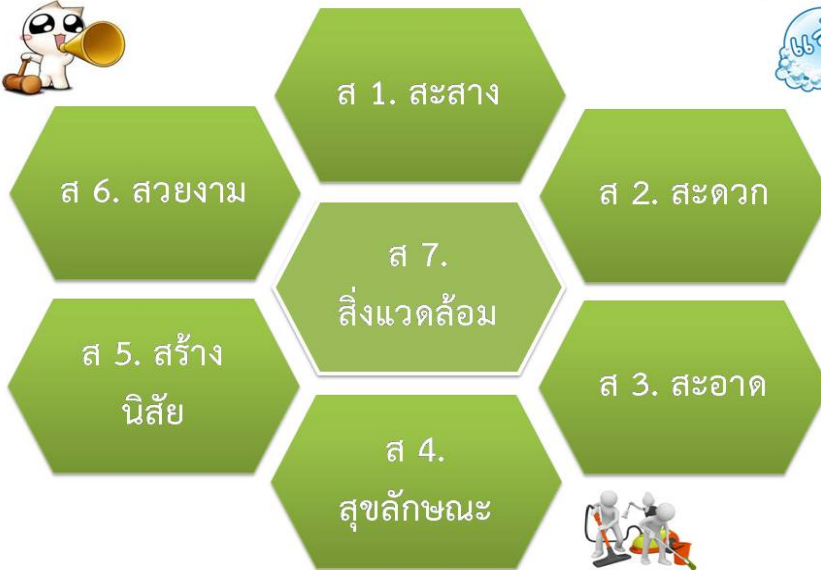 ส 1. สะสาง
ส 2. สะดวก
ส 3. สะอาด
ส 4.
สุขลักษณะ
ส 5. สร้าง
นิสัย
ส 6. สวยงาม
ส 7.
สิ่งแวดล้อม